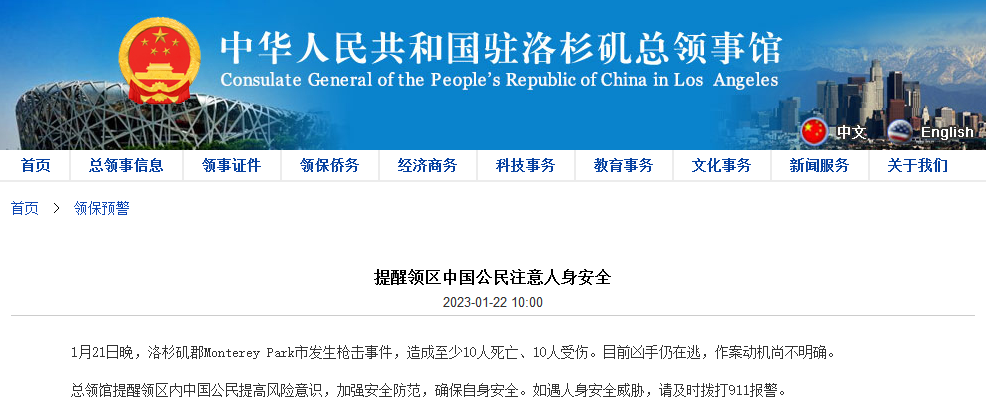 中华人民共和国驻洛杉矶总领事馆
Consulate General of the People's Republic of China in Los Angeles
中文 English
首页 总领事信息 领事证件 领保侨务 经济商务 科技事务 教育事务 文化事务 新闻服务 关于我们
首页 > 领保预警
提醒领区中国公民注意人身安全
2023-01-22 10:00
1月21日晚，洛杉矶郡Monterey Park市发生枪击事件，造成至少10人死亡、10人受伤。目前凶手仍在逃，作案动机尚不明确。
总领馆提醒领区内中国公民提高风险意识，加强安全防范，确保自身安全。如遇人身安全威胁，请及时拨打911报警。